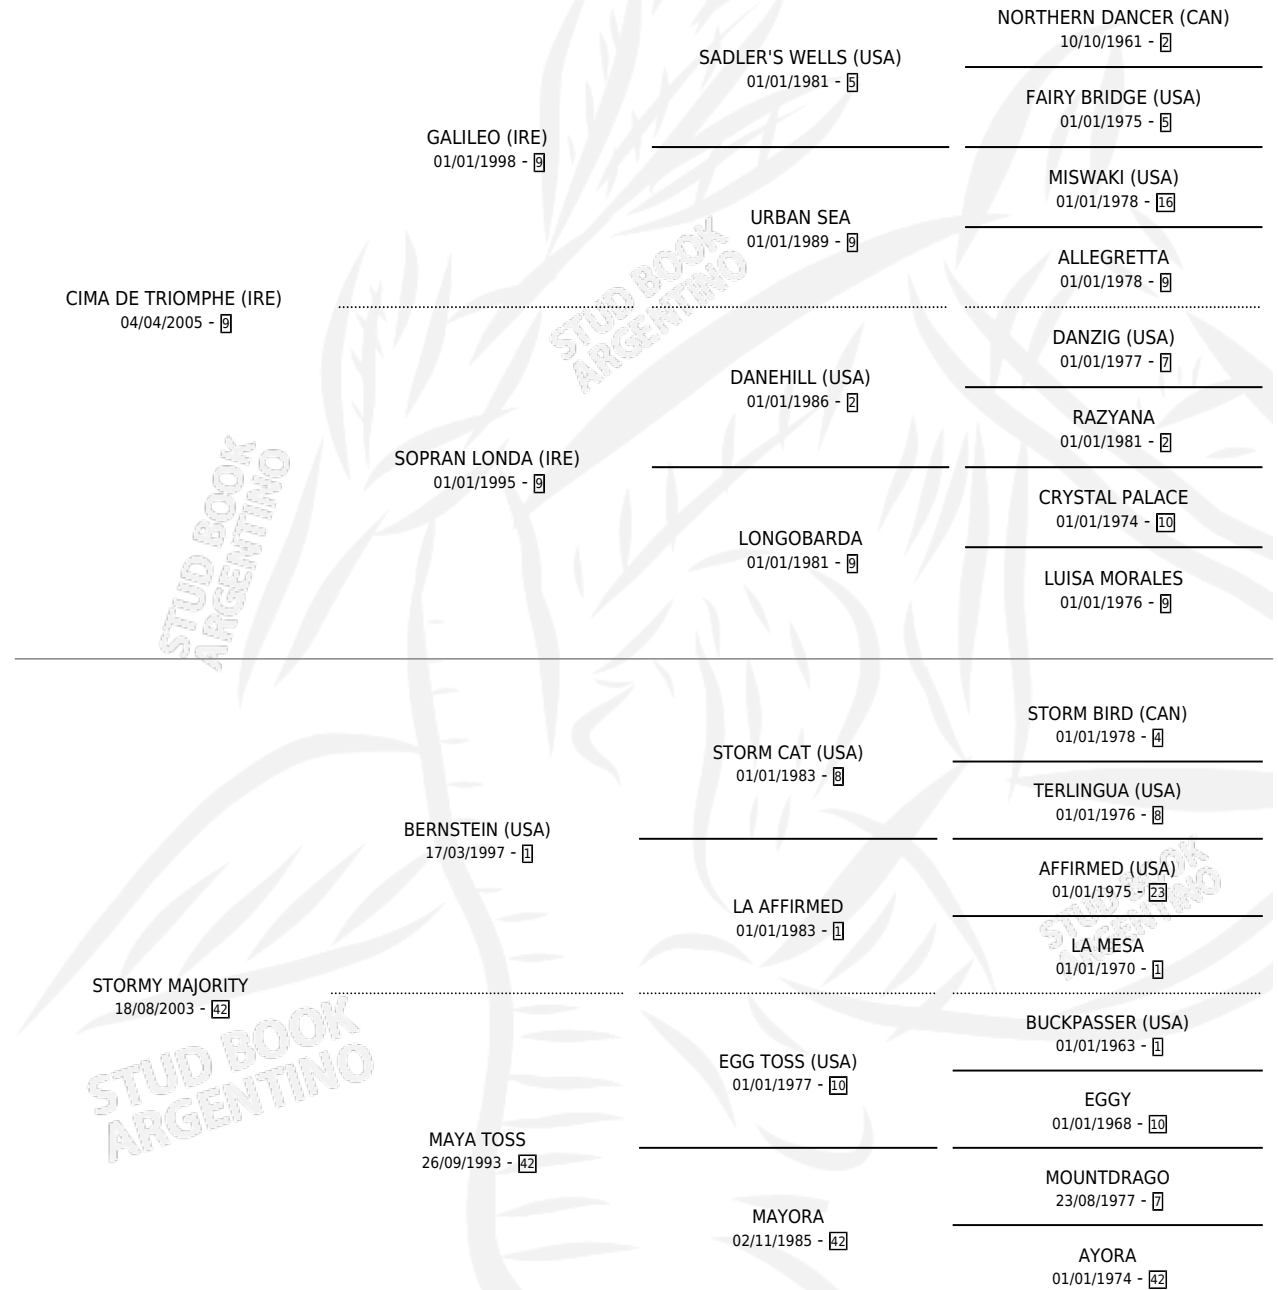 NORTHERN DANCER (CAN)
10/10/1961 - 2
SADLER'S WELLS (USA)
01/01/1981 - 5
FAIRY BRIDGE (USA)
01/01/1975 - 5
GALILEO (IRE)
01/01/1998 - 9
MISWAKI (USA)
01/01/1978 - 16
URBAN SEA
01/01/1989 - 9
ALLEGRETTA
01/01/1978 - 9
CIMA DE TRIOMPHE (IRE)
04/04/2005 - 9
DANZIG (USA)
01/01/1977 - 7
DANEHILL (USA)
01/01/1986 - 2
RAZYANA
01/01/1981 - 2
SOPRAN LONDA (IRE)
01/01/1995 - 9
CRYSTAL PALACE
01/01/1974 - 10
LONGOBARDA
01/01/1981 - 9
LUISA MORALES
01/01/1976 - 9
STORM BIRD (CAN)
01/01/1978 - 4
STORM CAT (USA)
01/01/1983 - 8
TERLINGUA (USA)
01/01/1976 - 8
BERNSTEIN (USA)
17/03/1997 - 1
AFFIRMED (USA)
01/01/1975 - 23
LA AFFIRMED
01/01/1983 - 1
LA MESA
01/01/1970 - 1
STORMY MAJORITY
18/08/2003 - 42
BUCKPASSER (USA)
01/01/1963 - 1
EGG TOSS (USA)
01/01/1977 - 10
EGGY
01/01/1968 - 10
MAYA TOSS
26/09/1993 - 42
MOUNTDRAGO
23/08/1977 - 7
MAYORA
02/11/1985 - 42
AYORA
01/01/1974 - 42
STUD BOOK
ARGENTINO
STUD BOOK
ARGENTINO
STUD BOOK
ARGENTINO
STUD BOOK
ARGENTINO